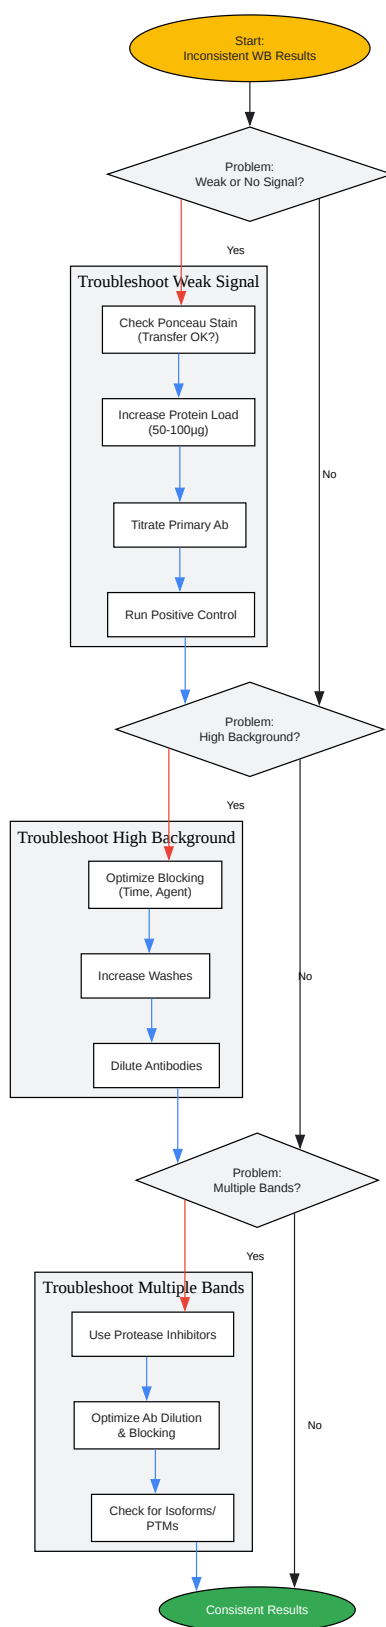 Start:
Inconsistent WB Results
Problem:
Weak or No Signal?
Yes
Troubleshoot Weak Signal
Check Ponceau Stain
(Transfer OK?)
Increase Protein Load
(50-100µg)
No
Titrate Primary Ab
Run Positive Control
Problem:
High Background?
Yes
Troubleshoot High Background
Optimize Blocking
(Time, Agent)
Increase Washes
No
Dilute Antibodies
Problem:
Multiple Bands?
Yes
Troubleshoot Multiple Bands
Use Protease Inhibitors
Optimize Ab Dilution
& Blocking
No
Check for Isoforms/
PTMs
Consistent Results